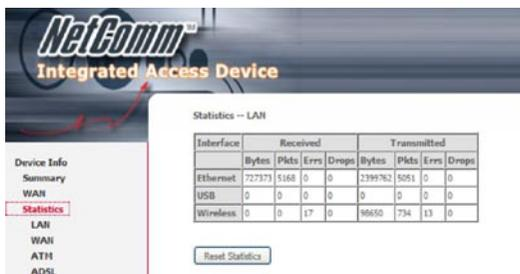 NetComm™
Integrated Access Device
Statistics -- LAN
Interface Received Transmitted
Bytes Pkts Errs Drops Bytes Pkts Errs Drops
Ethernet 727373 5168 0 0 2399762 5051 0 0
USB 0 0 0 0 0 0 0 0
Wireless 0 0 17 0 98650 734 13 0
Reset Statistics
Device Info
Summary
WAN
Statistics
LAN
WAN
ATM
ADSL